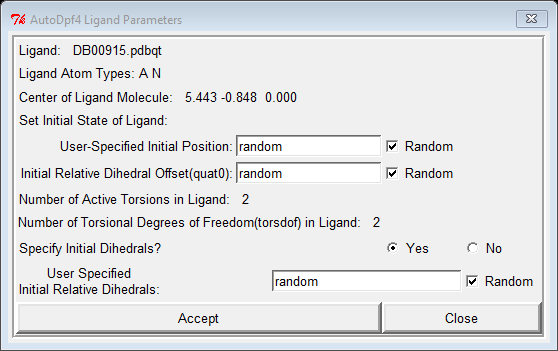 AutoDpf4 Ligand Parameters
Ligand: DB00915.pdbqt
Ligand Atom Types: A N
Center of Ligand Molecule: 5.443 -0.848 0.000
Set Initial State of Ligand:
User-Specified Initial Position: random Random
Initial Relative Dihedral Offset(quat0): random Random
Number of Active Torsions in Ligand: 2
Number of Torsional Degrees of Freedom(torsdof) in Ligand: 2
Specify Initial Dihedrals? Yes No
User Specified
Initial Relative Dihedrals: random Random
Accept Close